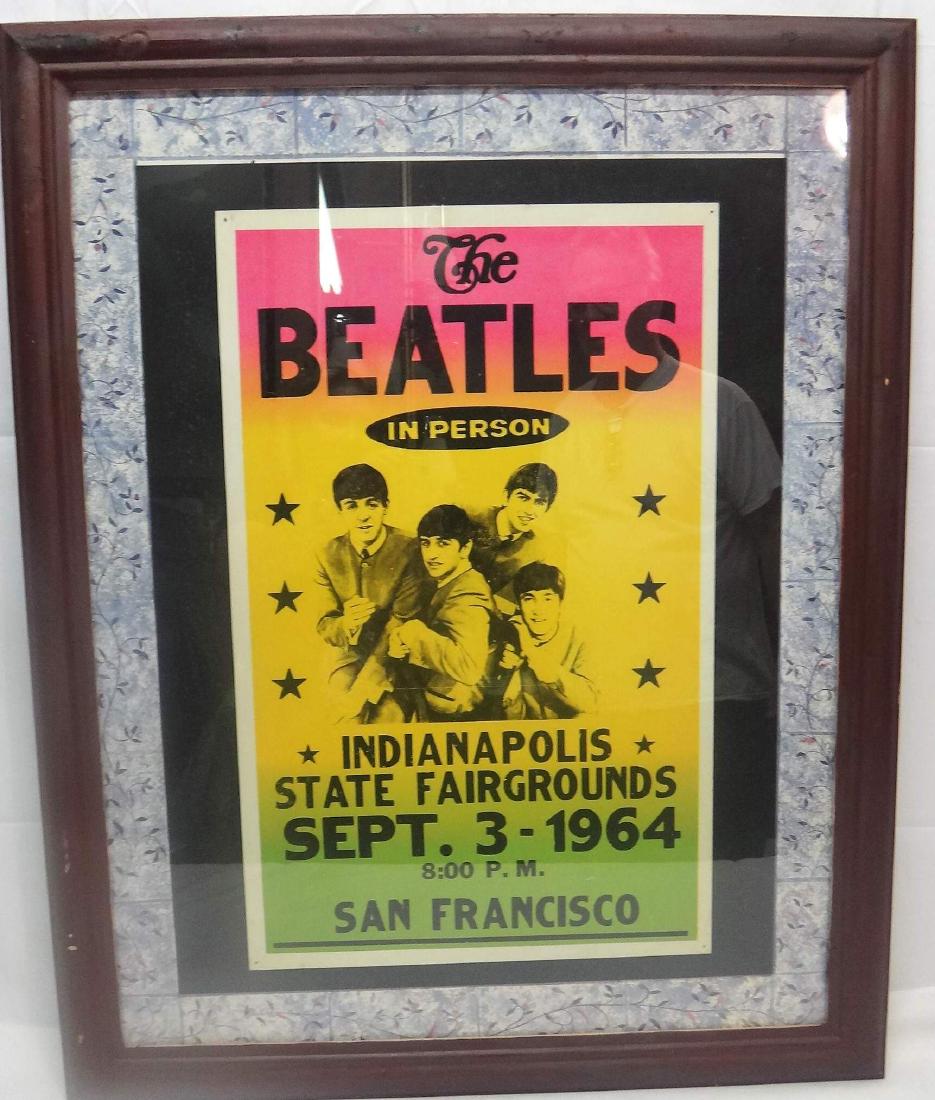 The
BEATLES
IN PERSON
INDIANAPOLIS
STATE FAIRGROUNDS
SEPT. 3 - 1964
8:00 P. M.
SAN FRANCISCO